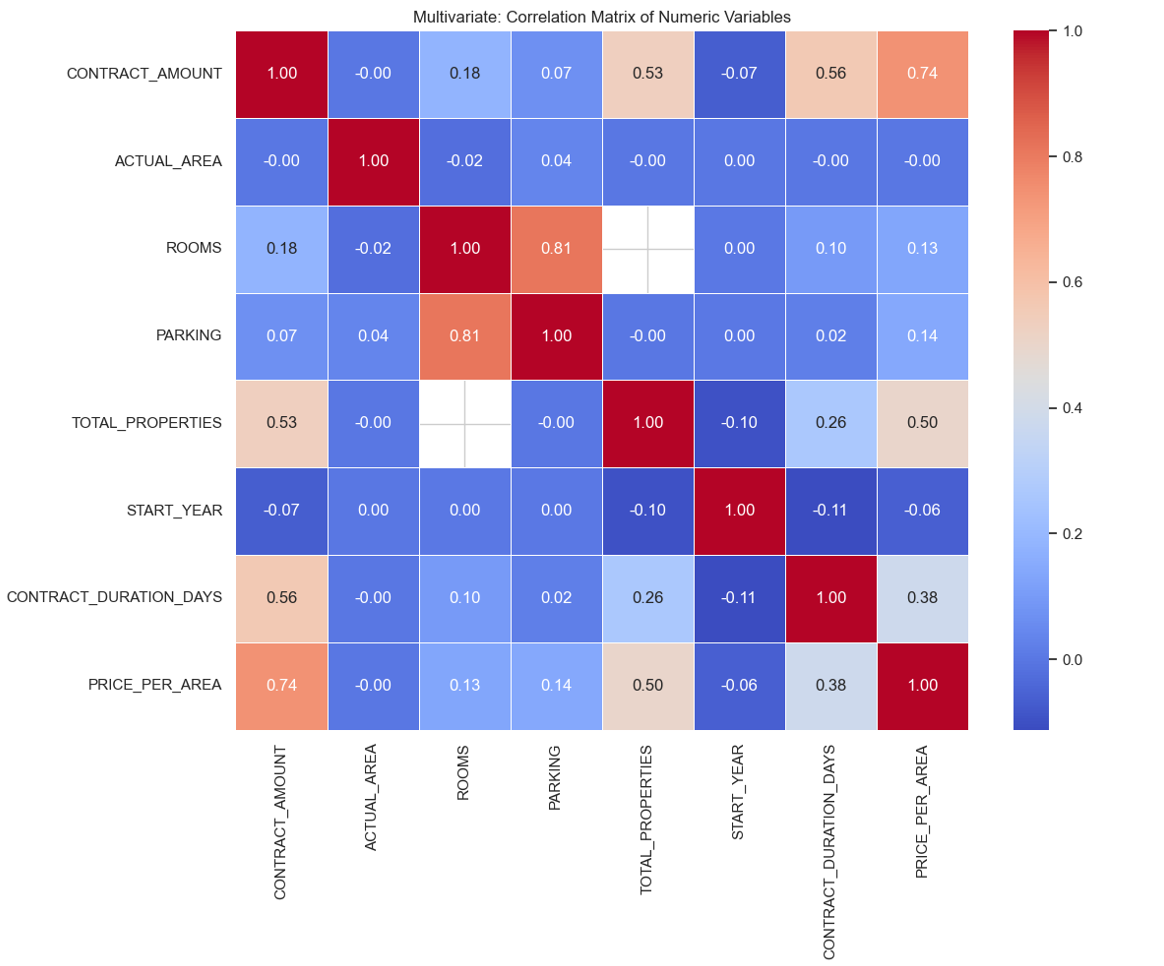 Multivariate: Correlation Matrix of Numeric Variables
CONTRACT_AMOUNT 1.00 -0.00 0.18 0.07 0.53 -0.07 0.56 0.74
ACTUAL_AREA -0.00 1.00 -0.02 0.04 -0.00 0.00 -0.00 -0.00
ROOMS 0.18 -0.02 1.00 0.81 0.00 0.10 0.13
PARKING 0.07 0.04 0.81 1.00 -0.00 0.00 0.02 0.14
TOTAL_PROPERTIES 0.53 -0.00 -0.00 1.00 -0.10 0.26 0.50
START_YEAR -0.07 0.00 0.00 0.00 -0.10 1.00 -0.11 -0.06
CONTRACT_DURATION_DAYS 0.56 -0.00 0.10 0.02 0.26 -0.11 1.00 0.38
PRICE_PER_AREA 0.74 -0.00 0.13 0.14 0.50 -0.06 0.38 1.00
CONTRACT_AMOUNT
ACTUAL_AREA
ROOMS
PARKING
TOTAL_PROPERTIES
START_YEAR
CONTRACT_DURATION_DAYS
PRICE_PER_AREA
1.0
0.8
0.6
0.4
0.2
0.0